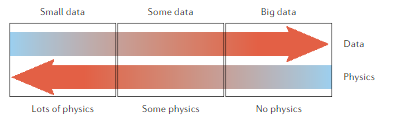 Small data Some data Big data
Data
Physics
Lots of physics Some physics No physics